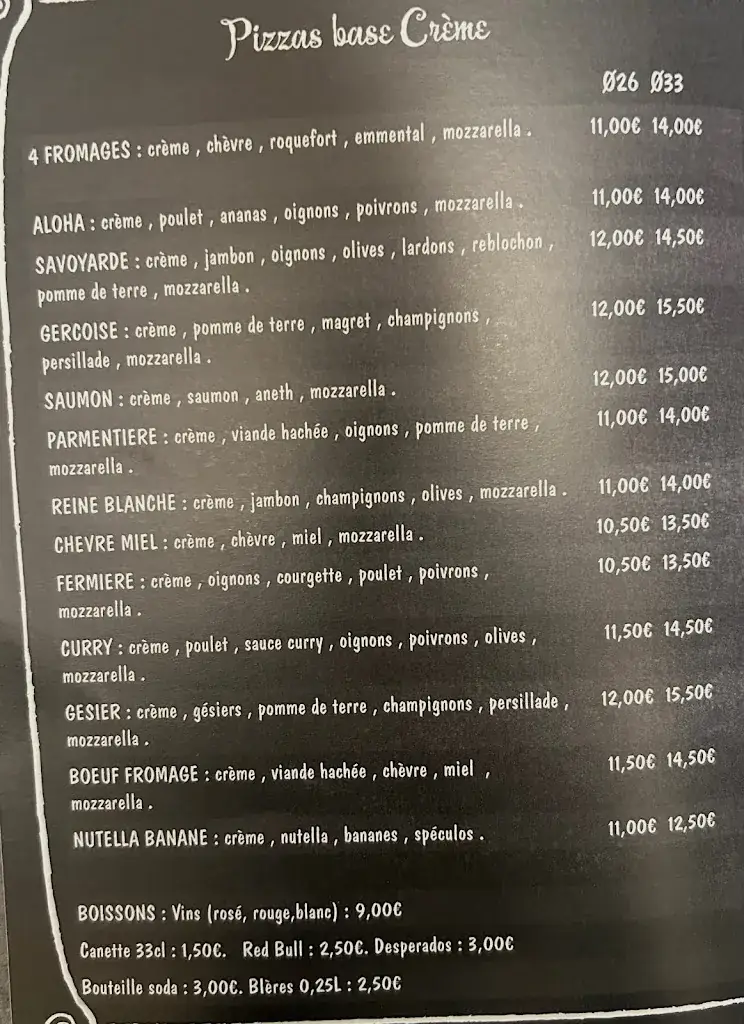 Pizzas base Crème
Ø26 Ø33
4 FROMAGES : crème , chèvre , roquefort , emmental , mozzarella . 11,00€ 14,00€
ALOHA : crème , poulet , ananas , oignons , poivrons , mozzarella . 11,00€ 14,00€
SAVOYARDE : crème , jambon , oignons , olives , lardons , reblochon , 12,00€ 14,50€
pomme de terre , mozzarella .
GERCOISE : crème , pomme de terre , magret , champignons , 12,00€ 15,50€
persillade , mozzarella .
SAUMON : crème , saumon , aneth , mozzarella . 12,00€ 15,00€
PARMENTIERE : crème , viande hachée , oignons , pomme de terre , 11,00€ 14,00€
mozzarella .
REINE BLANCHE : crème , jambon , champignons , olives , mozzarella . 11,00€ 14,00€
CHEVRE MIEL : crème , chèvre , miel , mozzarella . 10,50€ 13,50€
FERMIERE : crème , oignons , courgette , poulet , poivrons , 10,50€ 13,50€
mozzarella .
CURRY : crème , poulet , sauce curry , oignons , poivrons , olives , 11,50€ 14,50€
mozzarella .
GESIER : crème , gésiers , pomme de terre , champignons , persillade , 12,00€ 15,50€
mozzarella .
BOEUF FROMAGE : crème , viande hachée , chèvre , miel , 11,50€ 14,50€
mozzarella .
NUTELLA BANANE : crème , nutella , bananes , spéculos . 11,00€ 12,50€
BOISSONS : Vins (rosé, rouge,blanc) : 9,00€
Canette 33cl : 1,50€. Red Bull : 2,50€. Desperados : 3,00€
Bouteille soda : 3,00€. Blères 0,25L : 2,50€